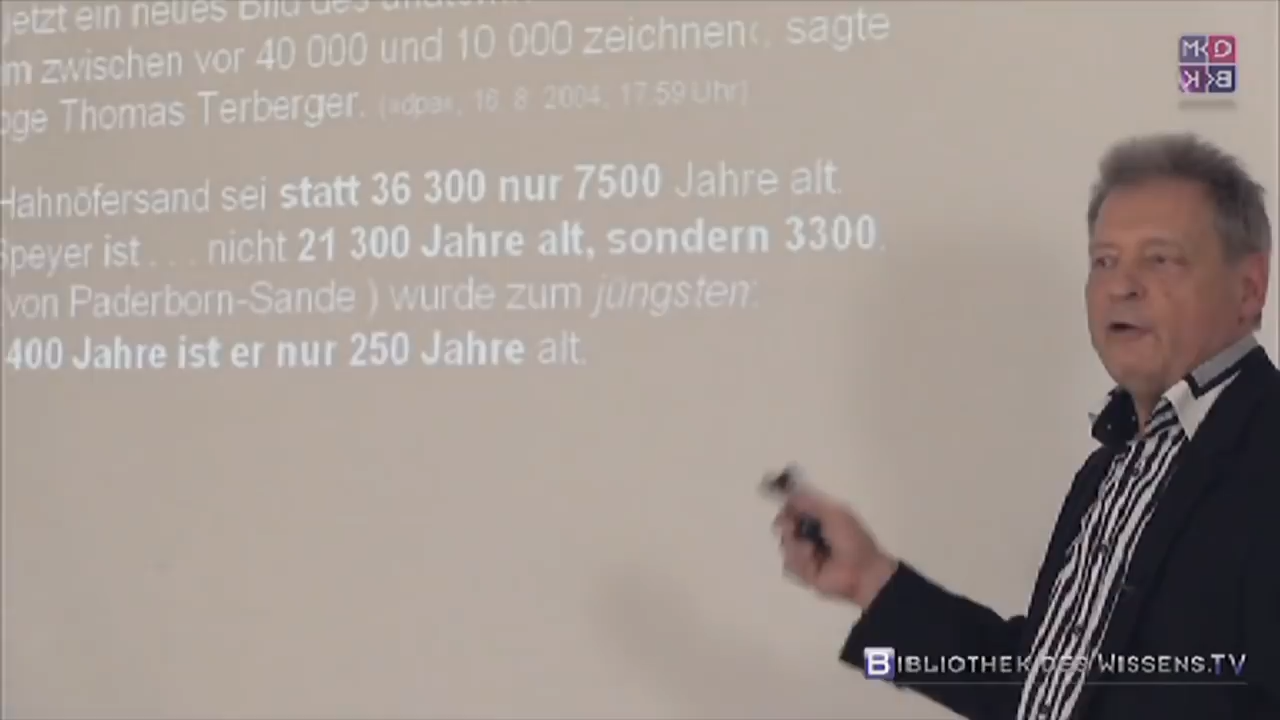 jetzt ein neues Bild des
m zwischen vor 40 000 und 10 000 zeichnen‹, sagte
oge Thomas Terberger. (»dpa«, 16. 8. 2004, 17.59 Uhr)
Hahnöfersand sei statt 36 300 nur 7500 Jahre alt.
Speyer ist . . . nicht 21 300 Jahre alt, sondern 3300.
von Paderborn-Sande ) wurde zum jüngsten:
400 Jahre ist er nur 250 Jahre alt.
BIBLIOTHEK DES WISSENS.TV